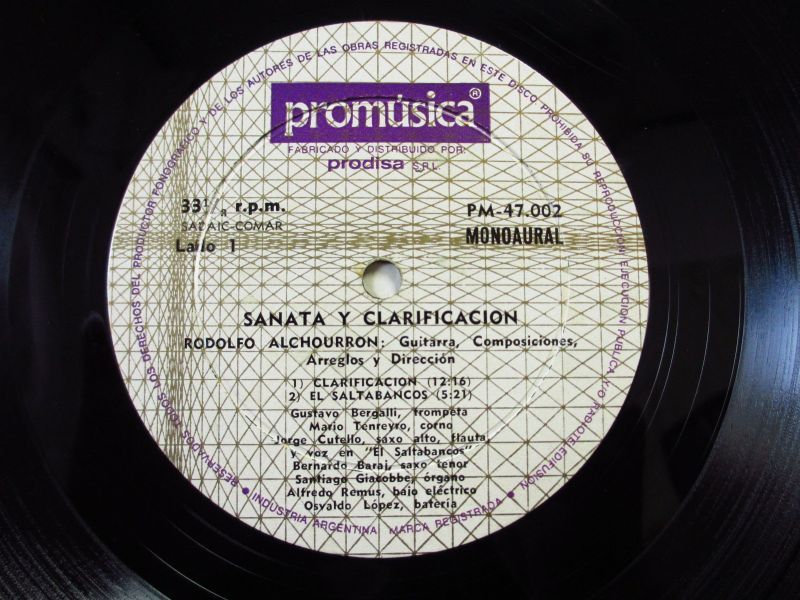 RESERVADOS TODOS LOS DERECHOS DEL PRODUCTOR FONOGRAFICO Y DE LOS AUTORES DE LAS OBRAS REGISTRADAS EN ESTE DISCO PROHIBIDA SU REPRODUCCION EJECUCION PUBLICA Y/O RADIOTE EDIFUSION
promúsica®
FABRICADO Y DISTRIBUIDO POR:
prodisa S.R.L.
33 1/3 r.p.m.
SADAIC-COMAR
Lado 1
PM-47.002
MONOAURAL
SANATA Y CLARIFICACION
RODOLFO ALCHOURRON: Guitarra, Composiciones,
Arreglos y Dirección
1) CLARIFICACION (12:16)
2) EL SALTABANCOS (5:21)
Gustavo Bergalli, trompeta
Mario Tenreyro, corno
Jorge Cutello, saxo alto, flauta,
y voz en "El Saltabancos"
Bernardo Baraj, saxo tenor
Santiago Giacobbe, órgano
Alfredo Remus, bajo eléctrico
Osvaldo López, batería
• INDUSTRIA ARGENTINA MARCA REGISTRADA •